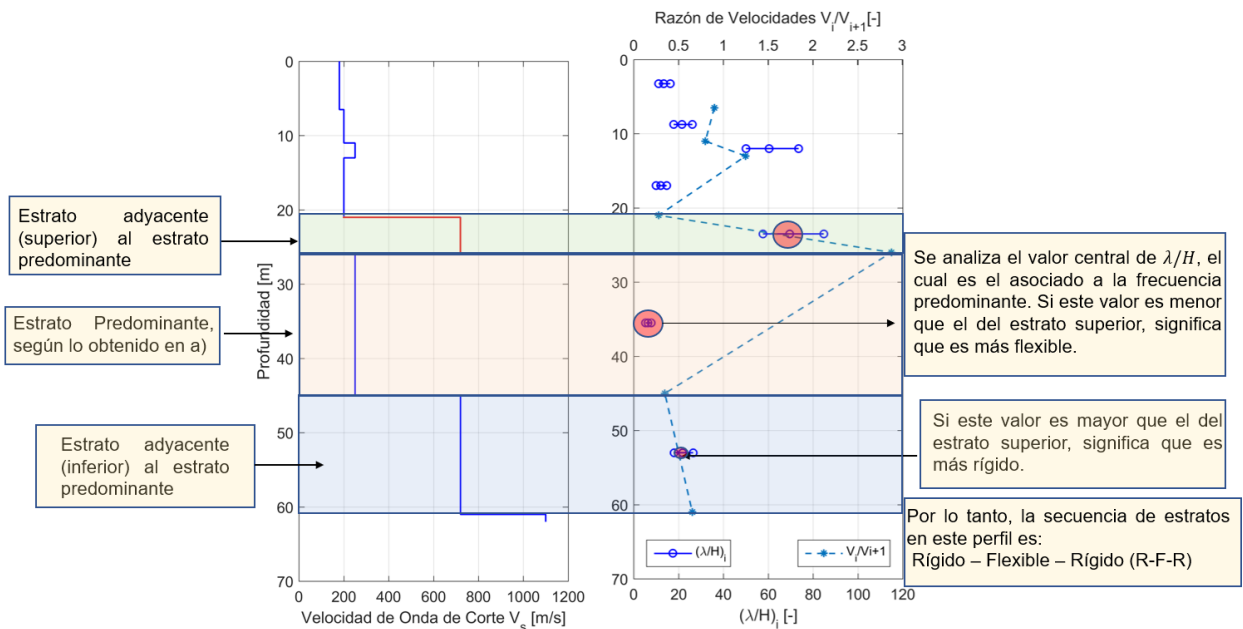 Razón de Velocidades V_i/V_{i+1}[-]
0 0.5 1 1.5 2 2.5 3
0
10
20
30
40
50
60
70
Profundidad [m]
0 200 400 600 800 1000 1200
Velocidad de Onda de Corte V_s [m/s]
0
10
20
30
40
50
60
70
0 20 40 60 80 100 120
(λ/H)_i [-]
(λ/H)_i
V_i/Vi+1
Estrato adyacente
(superior) al estrato
predominante
Estrato Predominante,
según lo obtenido en a)
Estrato adyacente
(inferior) al estrato
predominante
Se analiza el valor central de λ/H, el
cual es el asociado a la frecuencia
predominante. Si este valor es menor
que el del estrato superior, significa
que es más flexible.
Si este valor es mayor que el del
estrato superior, significa que es
más rígido.
Por lo tanto, la secuencia de estratos
en este perfil es:
Rígido – Flexible – Rígido (R-F-R)